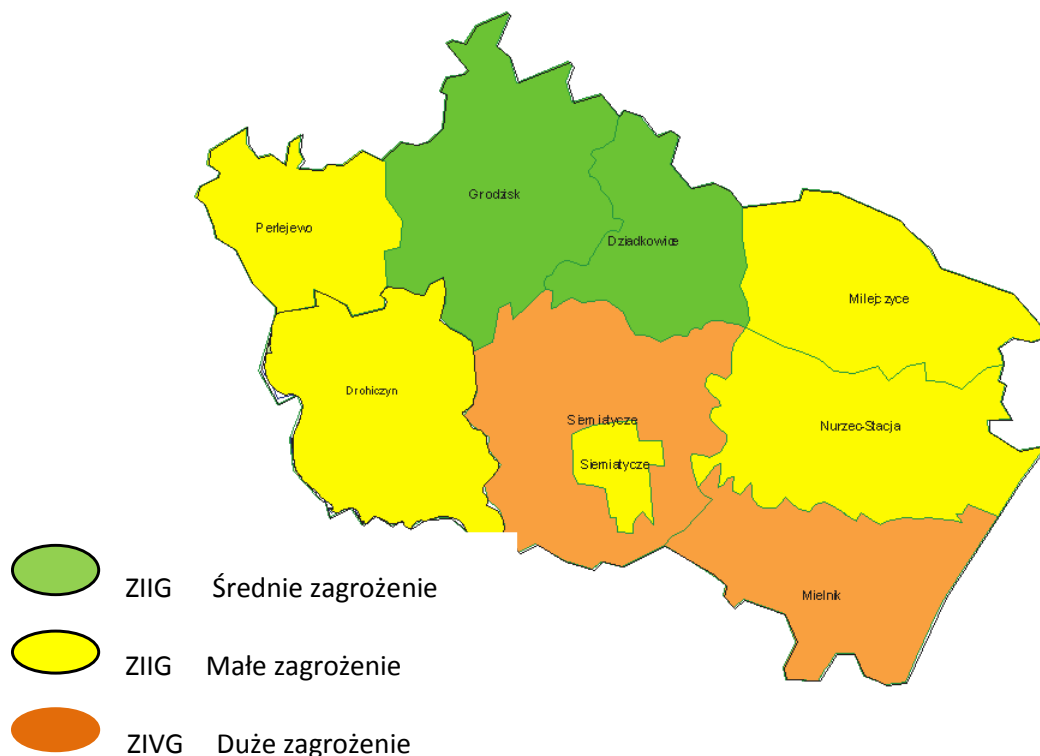 Grodzisk
Perlejewo
Dziadkowice
Milejczyce
Drohiczyn
Siemiatycze
Nurzec-Stacja
Siemiatycze
Mielnik
ZIIG Średnie zagrożenie
ZIIG Małe zagrożenie
ZIVG Duże zagrożenie